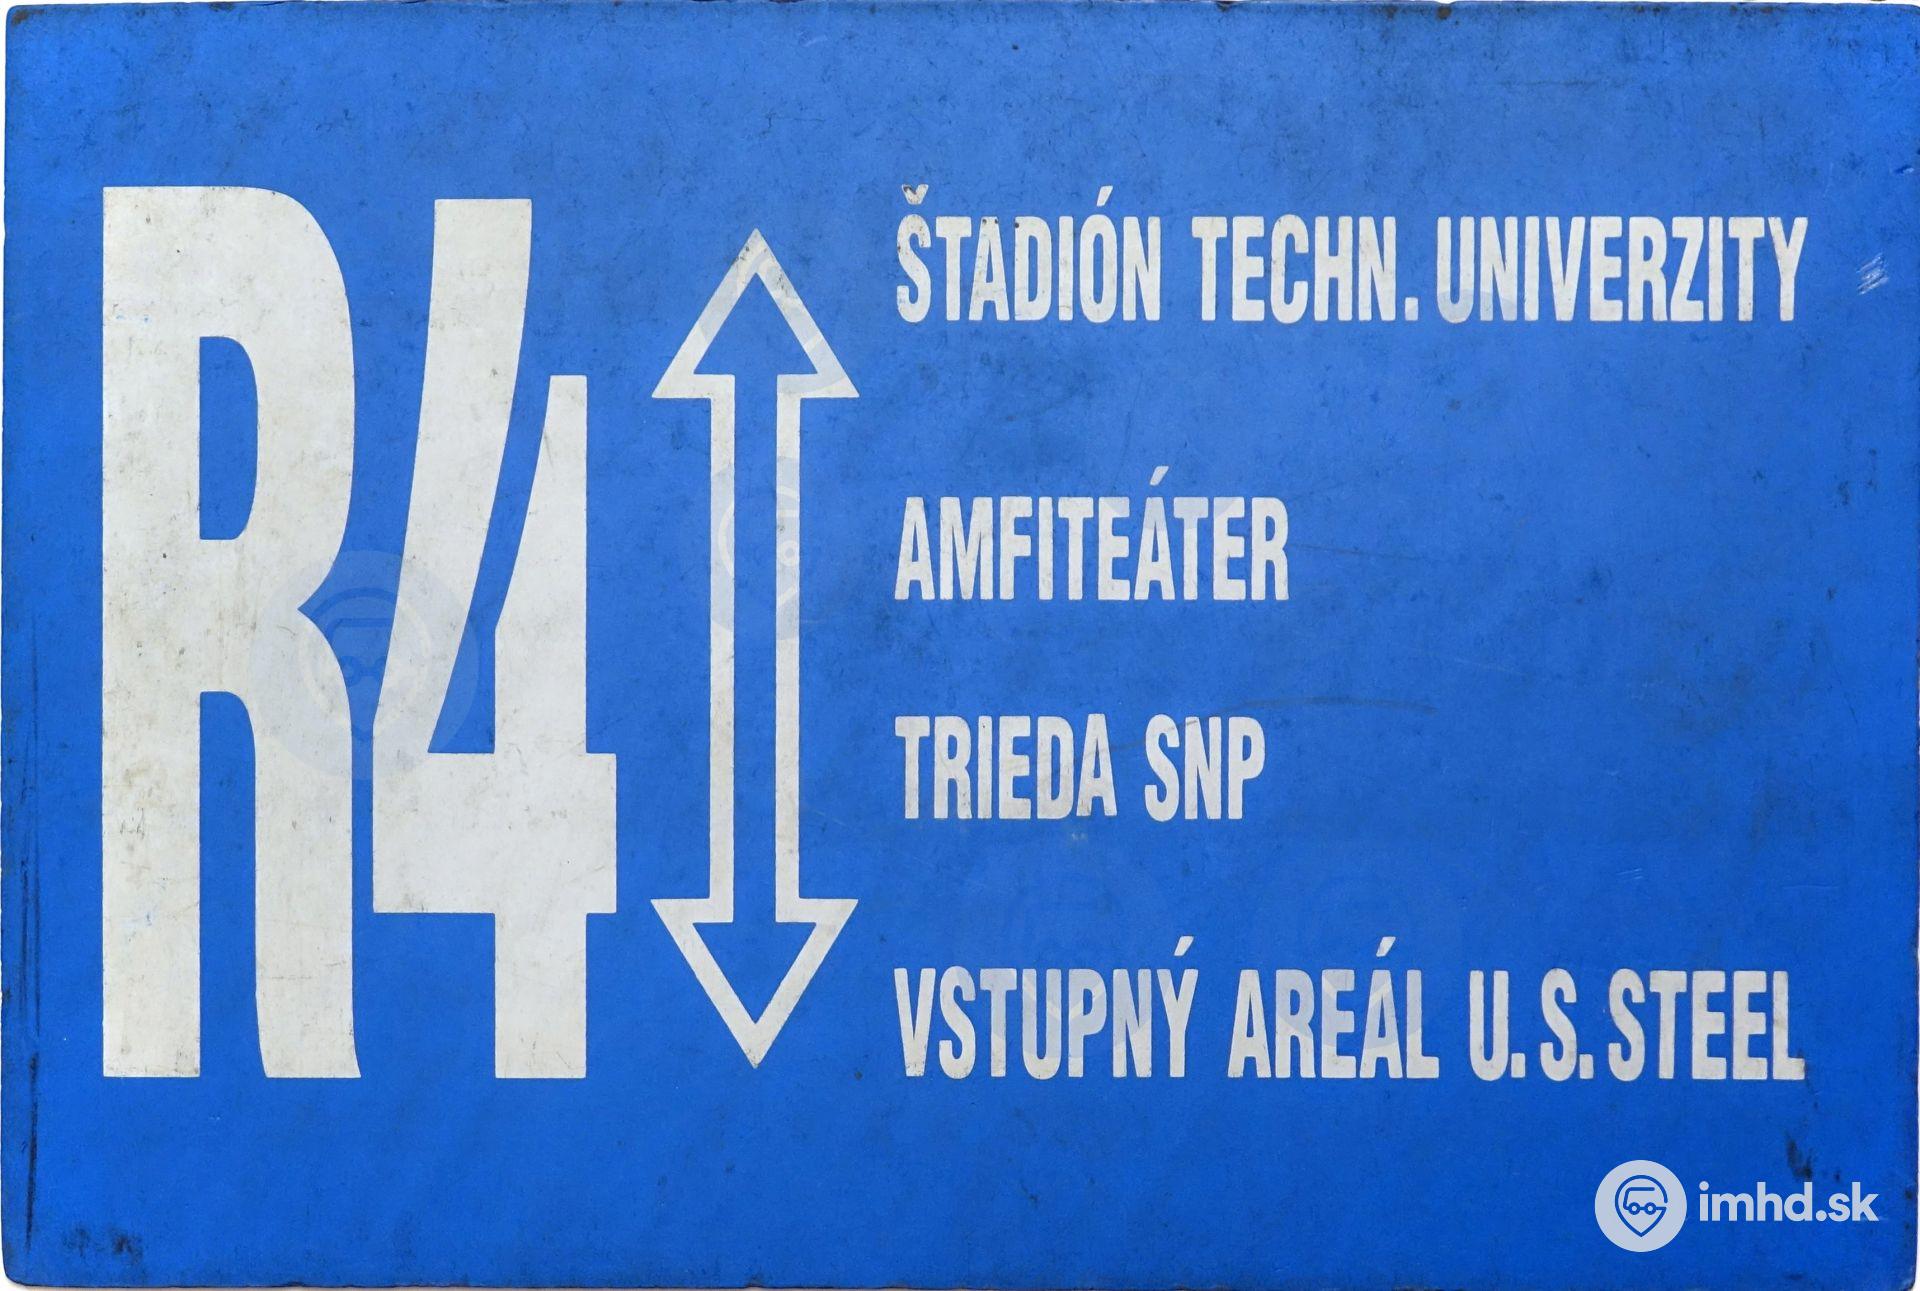 R4
ŠTADIÓN TECHN. UNIVERZITY
AMFITEÁTER
TRIEDA SNP
VSTUPNÝ AREÁL U.S.STEEL
imhd.sk